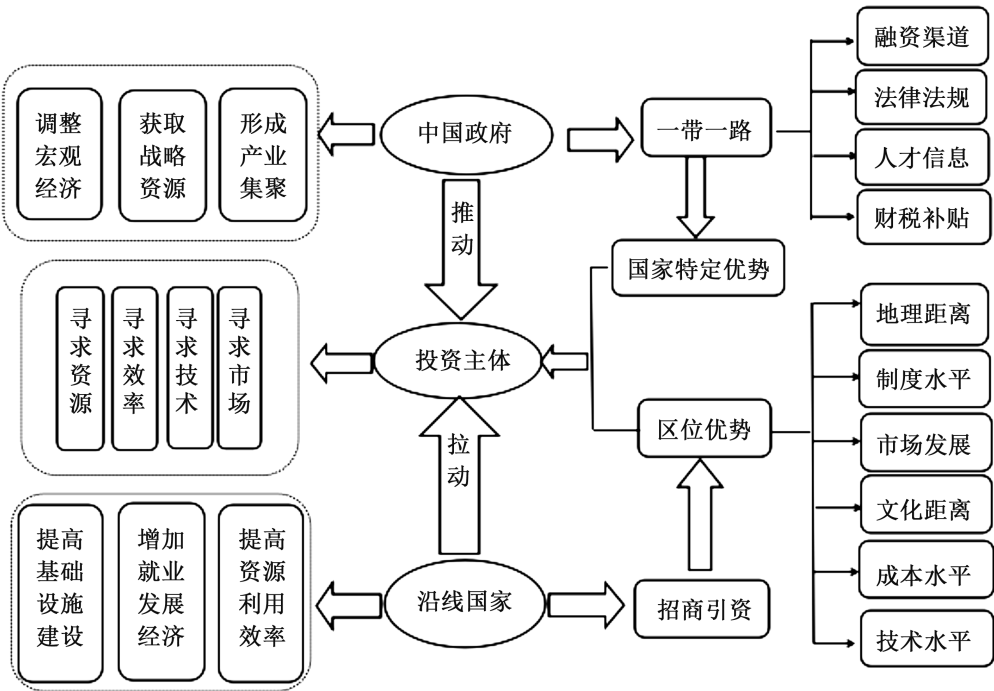 调整
宏观
经济
获取
战略
资源
形成
产业
集聚
中国政府
一带一路
融资渠道
法律法规
人才信息
财税补贴
推动
国家特定优势
寻求资源
寻求效率
寻求技术
寻求市场
投资主体
区位优势
地理距离
制度水平
市场发展
文化距离
成本水平
技术水平
拉动
提高
基础
设施
建设
增加
就业
发展
经济
提高
资源
利用
效率
沿线国家
招商引资